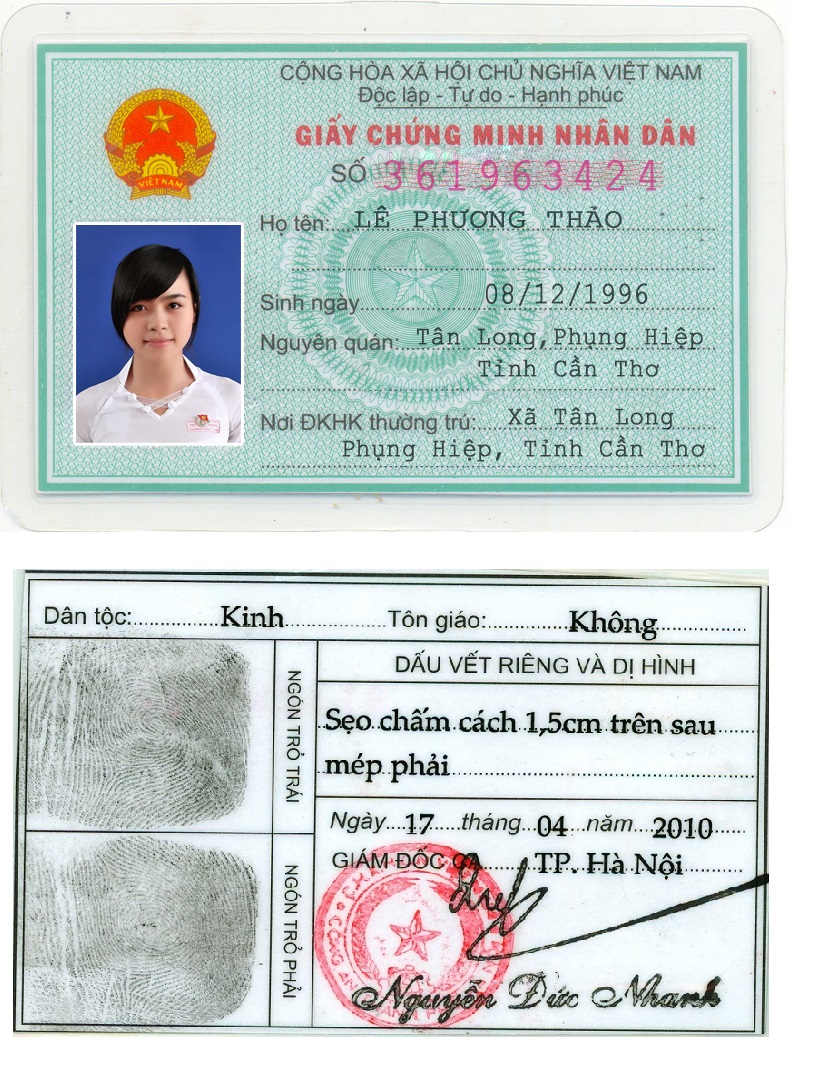 CỘNG HÒA XÃ HỘI CHỦ NGHĨA VIỆT NAM
Độc lập - Tự do - Hạnh phúc
GIẤY CHỨNG MINH NHÂN DÂN
SỐ 361963424
VIỆT NAM
Họ tên: LÊ PHƯƠNG THẢO
Sinh ngày 08/12/1996
Nguyên quán: Tân Long,Phụng Hiệp
Tỉnh Cần Thơ
Nơi ĐKHK thường trú: Xã Tân Long
Phụng Hiệp, Tỉnh Cần Thơ
Dân tộc: Kinh Tôn giáo: Không
NGÓN TRỎ TRÁI
DẤU VẾT RIÊNG VÀ DỊ HÌNH
Sẹo chấm cách 1,5cm trên sau
mép phải
Ngày 17 tháng 04 năm 2010
GIÁM ĐỐC CA TP. Hà Nội
NGÓN TRỎ PHẢI
Nguyễn Đức Nhanh